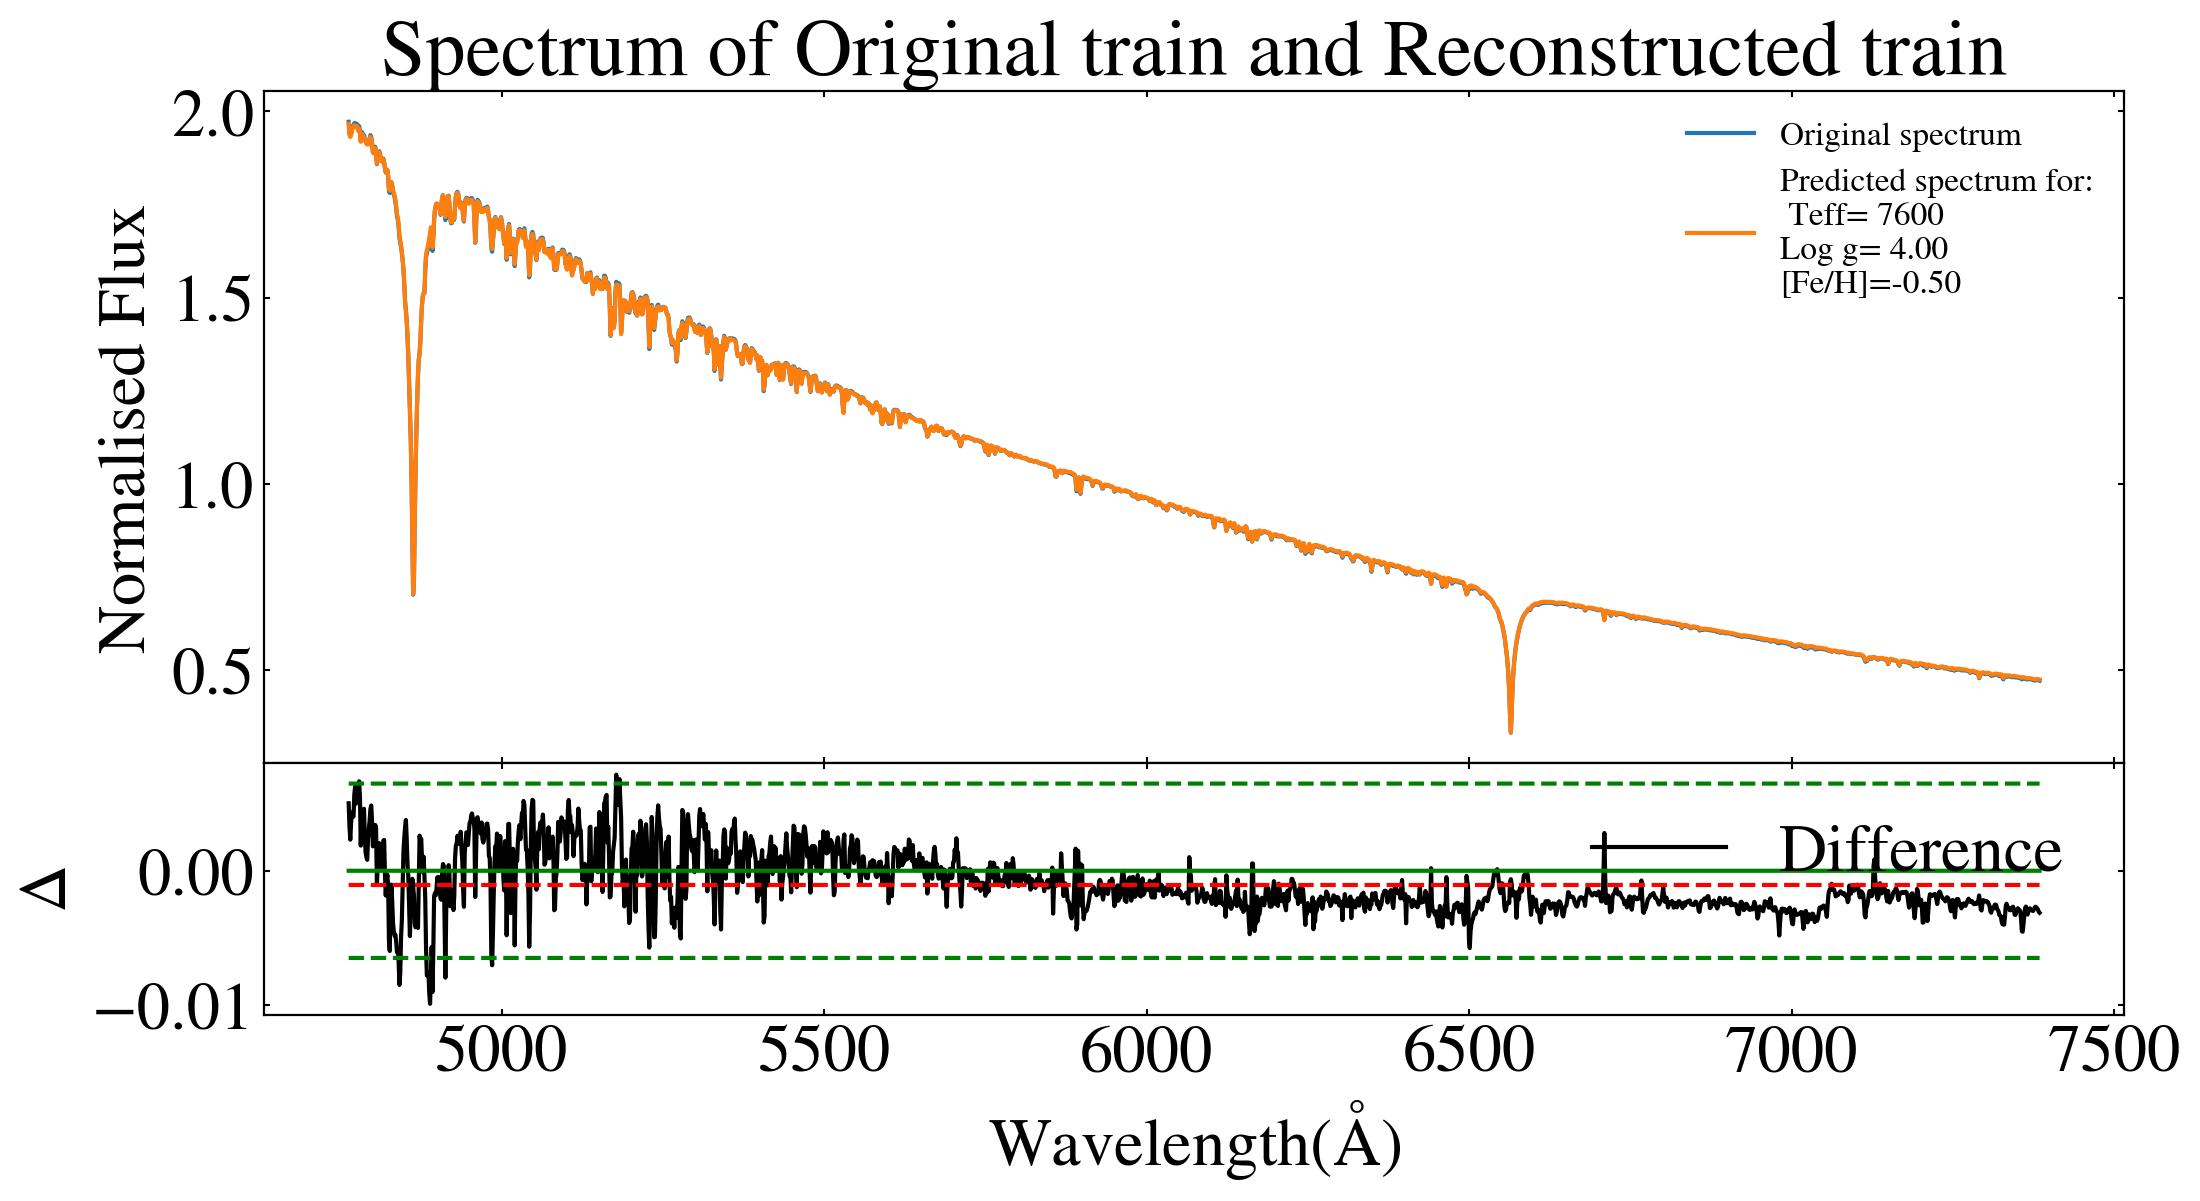 Spectrum of Original train and Reconstructed train
2.0
1.5
1.0
0.5
Normalised Flux
Original spectrum
Predicted spectrum for:
Teff= 7600
Log g= 4.00
[Fe/H]=-0.50
0.00
−0.01
Δ
Difference
5000 5500 6000 6500 7000 7500
Wavelength(Å)